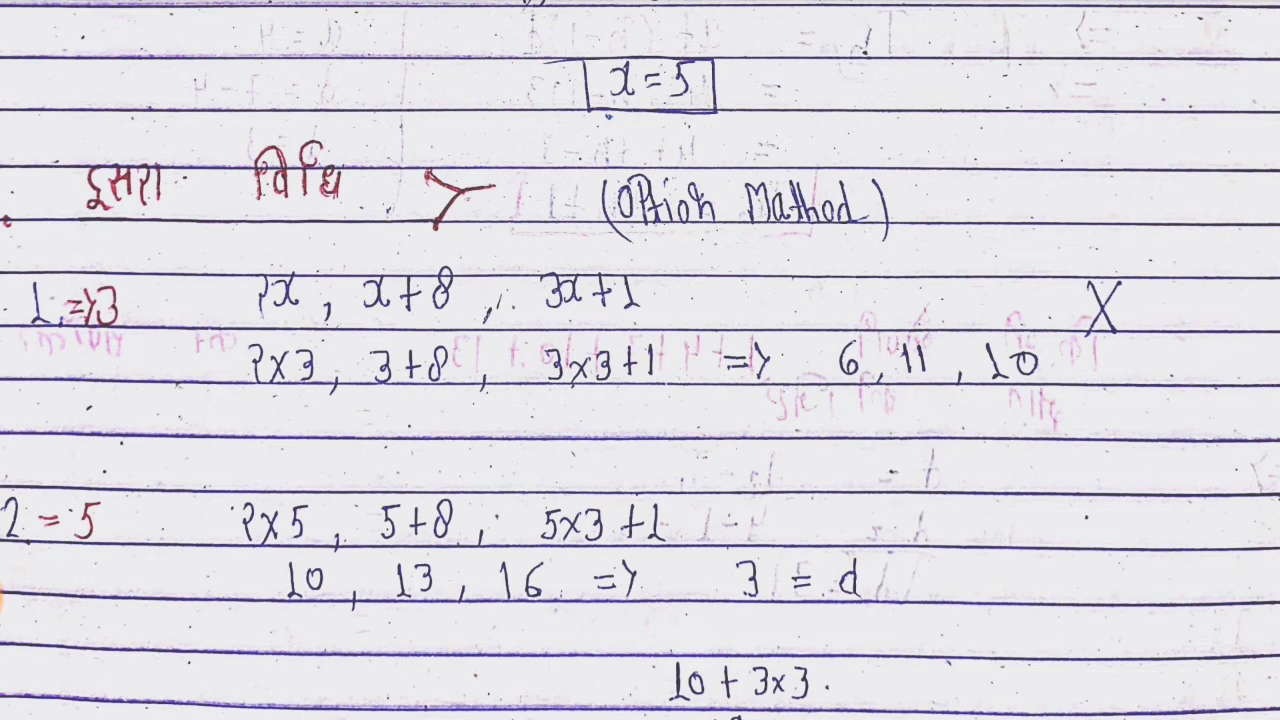 x = 5
दूसरा विधि > (Option Mathod)
1. => 3 2x , x + 8 , 3x + 1 X
2x3 , 3+8 , 3x3+1 => 6 , 11 , 10
2 = 5 2x5 , 5+8 , 5x3+1
10 , 13 , 16 => 3 = d
10 + 3x3 .